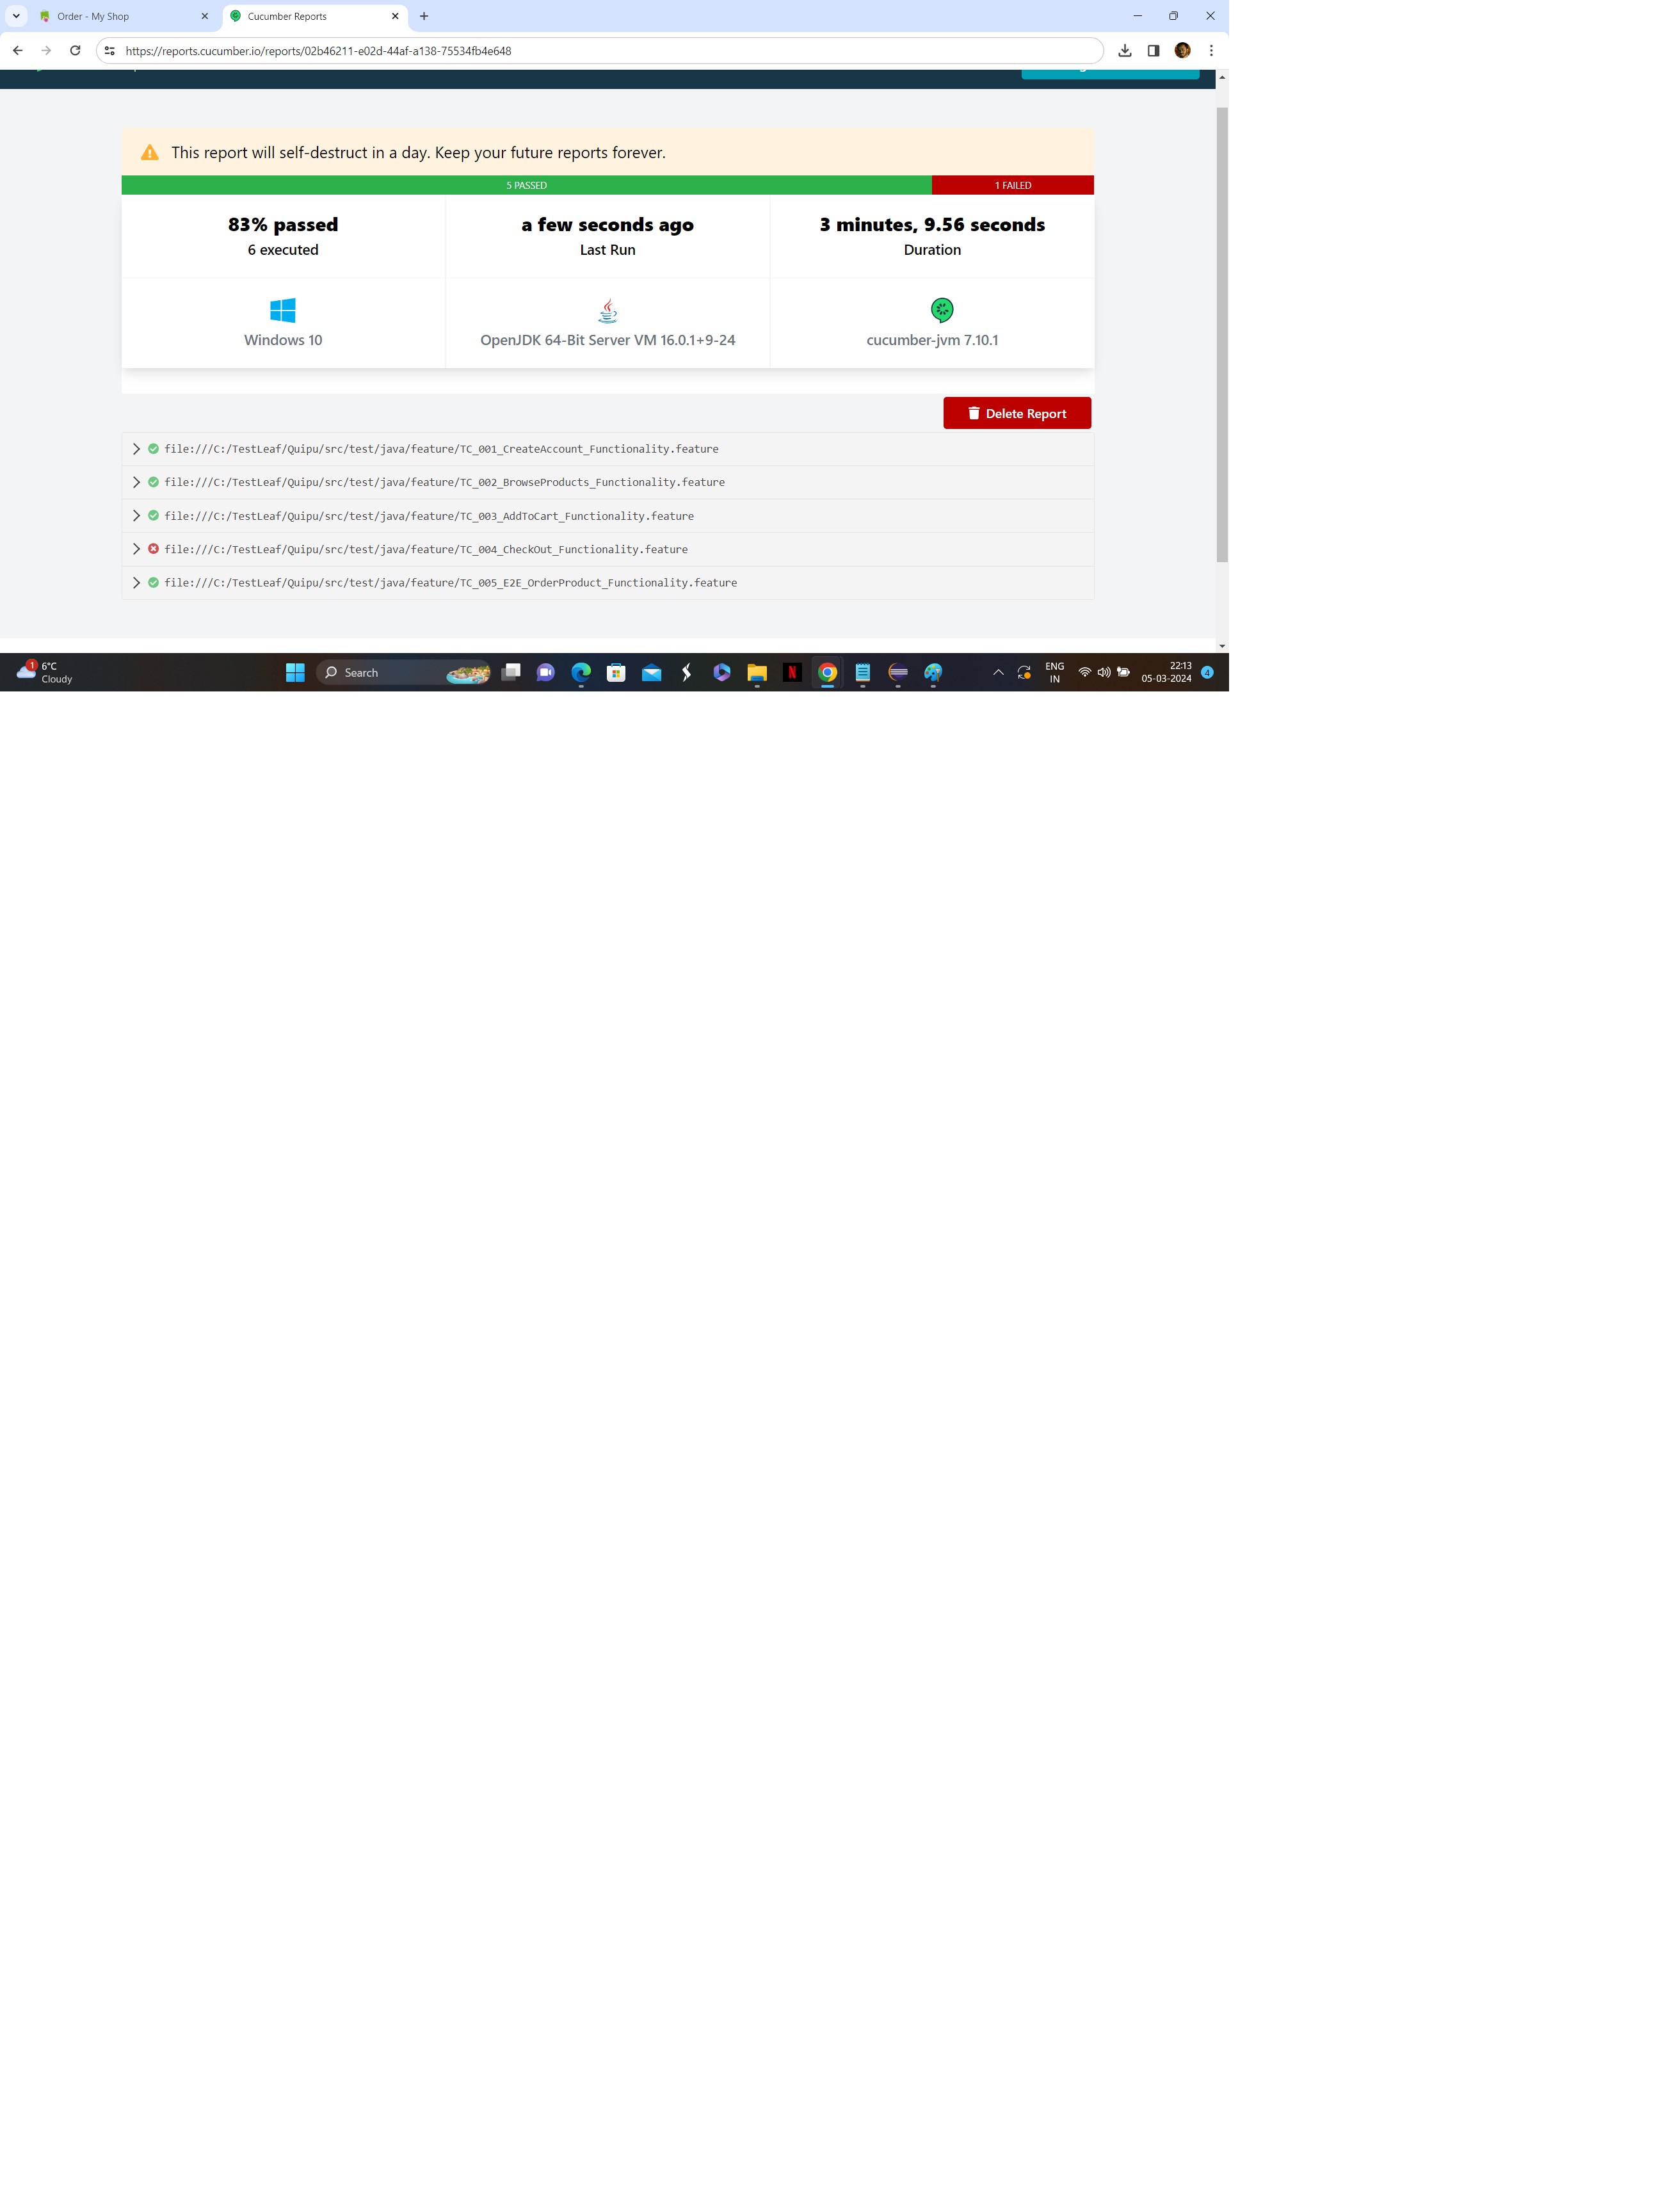 Order - My Shop
Cucumber Reports
https://reports.cucumber.io/reports/02b46211-e02d-44af-a138-75534fb4e648
This report will self-destruct in a day. Keep your future reports forever.
5 PASSED
1 FAILED
83% passed
6 executed
a few seconds ago
Last Run
3 minutes, 9.56 seconds
Duration
Windows 10
OpenJDK 64-Bit Server VM 16.0.1+9-24
cucumber-jvm 7.10.1
Delete Report
file:///C:/TestLeaf/Quipu/src/test/java/feature/TC_001_CreateAccount_Functionality.feature
file:///C:/TestLeaf/Quipu/src/test/java/feature/TC_002_BrowseProducts_Functionality.feature
file:///C:/TestLeaf/Quipu/src/test/java/feature/TC_003_AddToCart_Functionality.feature
file:///C:/TestLeaf/Quipu/src/test/java/feature/TC_004_CheckOut_Functionality.feature
file:///C:/TestLeaf/Quipu/src/test/java/feature/TC_005_E2E_OrderProduct_Functionality.feature
1
6°C
Cloudy
Search
N
ENG
IN
22:13
05-03-2024
4